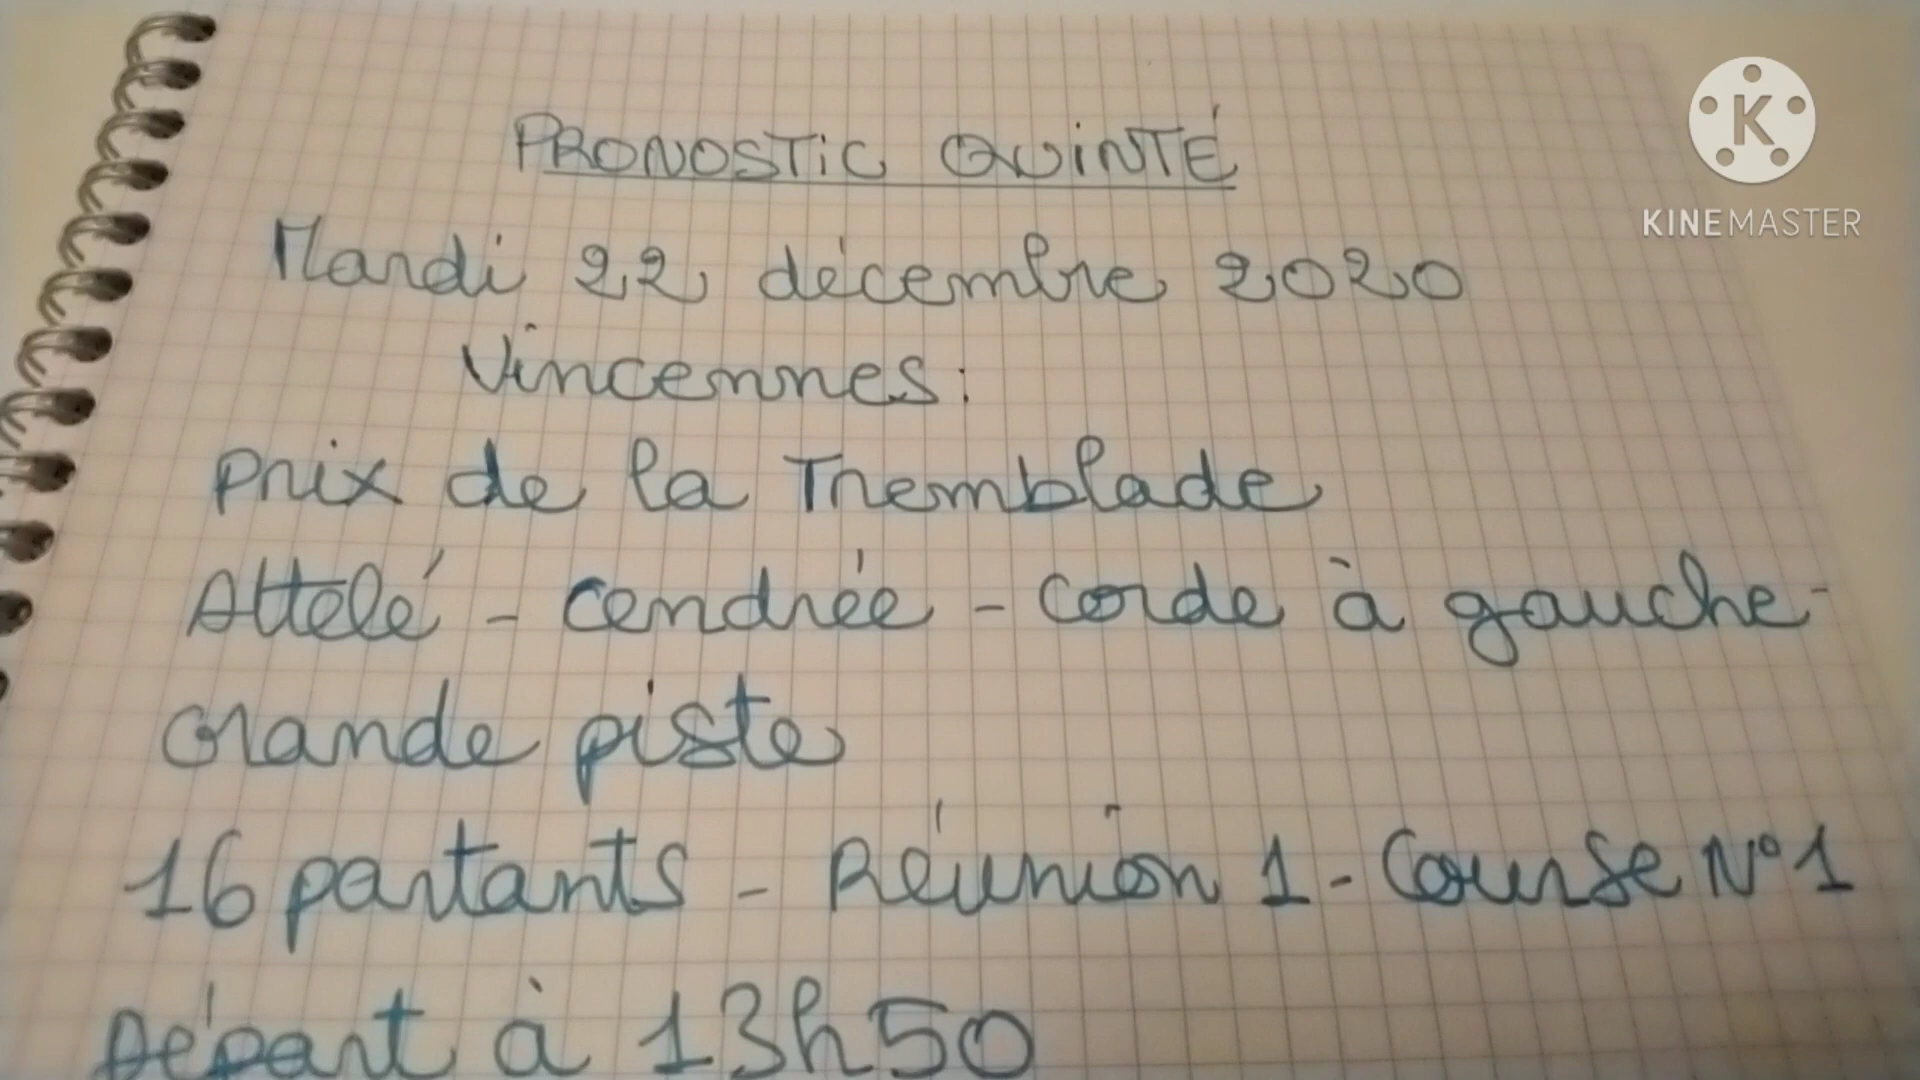 PRONOSTIC QUINTÉ
Mardi 22 décembre 2020
Vincennes:
prix de la Tremblade
Attelé - cendrée - corde à gauche -
Grande piste
16 partants - Réunion 1 - Course N°1
Départ à 13h50
K
KINEMASTER